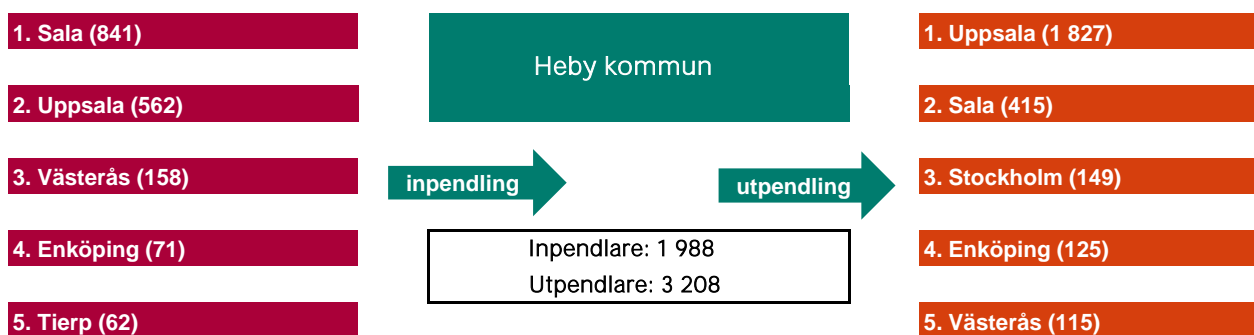 1. Sala (841)
2. Uppsala (562)
3. Västerås (158)
4. Enköping (71)
5. Tierp (62)
Heby kommun
inpendling
utpendling
Inpendlare: 1 988
Utpendlare: 3 208
1. Uppsala (1 827)
2. Sala (415)
3. Stockholm (149)
4. Enköping (125)
5. Västerås (115)